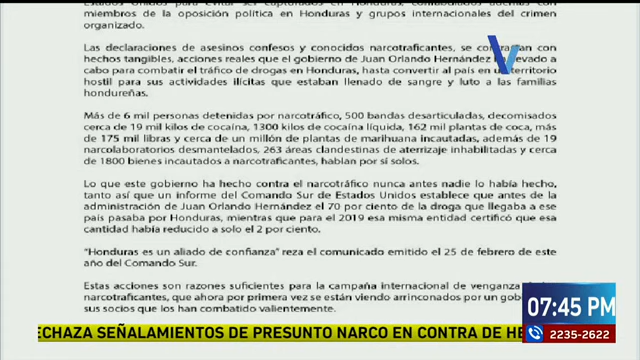 Estados Unidos para evitar ser capturados en Honduras, confabulados además con
miembros de la oposición política en Honduras y grupos internacionales del crimen
organizado.
Las declaraciones de asesinos confesos y conocidos narcotraficantes, se con con
hechos tangibles, acciones reales que el gobierno de Juan Orlando Hernández llevado a
cabo para combatir el tráfico de drogas en Honduras, hasta convertir al país en un territorio
hostil para sus actividades ilícitas que estaban llenado de sangre y luto a las familias
hondureñas.
Más de 6 mil personas detenidas por narcotráfico, 500 bandas desarticuladas, decomisados
cerca de 19 mil kilos de cocaína, 1300 kilos de cocaína líquida, 162 mil plantas de coca, más
de 175 mil libras y cerca de un millón de plantas de marihuana incautadas, además de 19
narcolaboratorios desmantelados, 263 áreas clandestinas de aterrizaje inhabilitadas y cerca
de 1800 bienes incautados a narcotraficantes, hablan por sí solos.
Lo que este gobierno ha hecho contra el narcotráfico nunca antes nadie lo había hecho,
tanto así que un informe del Comando Sur de Estados Unidos establece que antes de la
administración de Juan Orlando Hernández el 70 por ciento de la droga que llegaba a ese
país pasaba por Honduras, mientras que para el 2019 esa misma entidad certificó que esa
cantidad había reducido a solo el 2 por ciento.
"Honduras es un aliado de confianza" reza el comunicado emitido el 25 de febrero de este
año del Comando Sur.
Estas acciones son razones suficientes para la campaña internacional de venganza
narcotraficantes, que ahora por primera vez se están viendo arrinconados por un gob
sus socios que los han combatido valientemente.
07:45 PM
2235-2622
ECHAZA SEÑALAMIENTOS DE PRESUNTO NARCO EN CONTRA DE HE